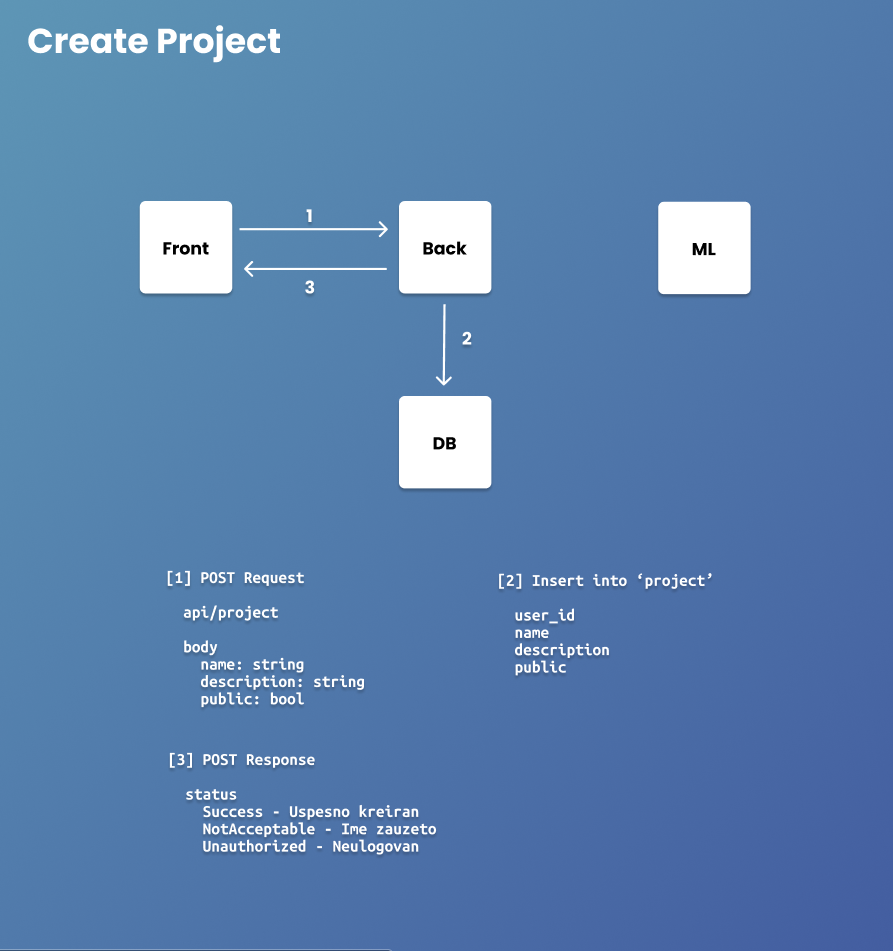 Create Project
1
Front
Back
ML
3
2
DB
[1] POST Request
api/project
body
name: string
description: string
public: bool
[2] Insert into ‘project’
user_id
name
description
public
[3] POST Response
status
Success - Uspesno kreiran
NotAcceptable - Ime zauzeto
Unauthorized - Neulogovan